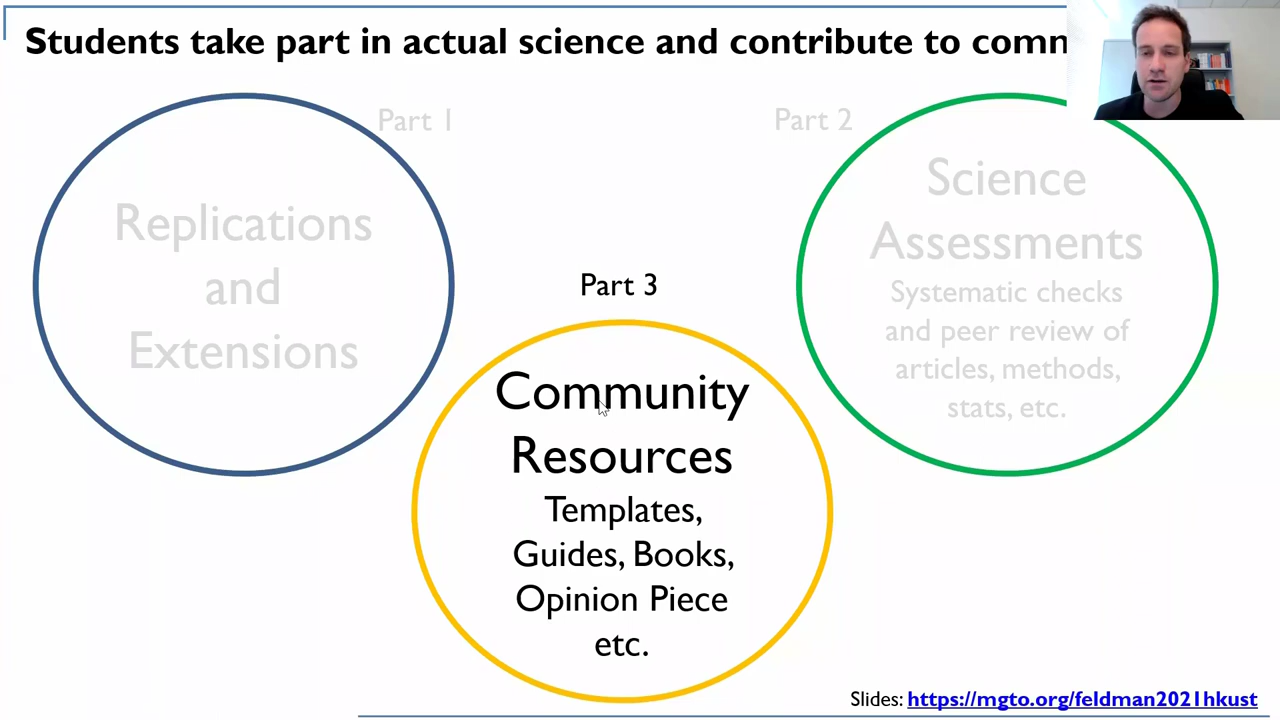 Students take part in actual science and contribute to
Part 1
Replications
and
Extensions
Part 2
Science
Assessments
Systematic checks
and peer review of
articles, methods,
stats, etc.
Part 3
Community
Resources
Templates,
Guides, Books,
Opinion Piece
etc.
Slides: https://mgto.org/feldman2021hkust